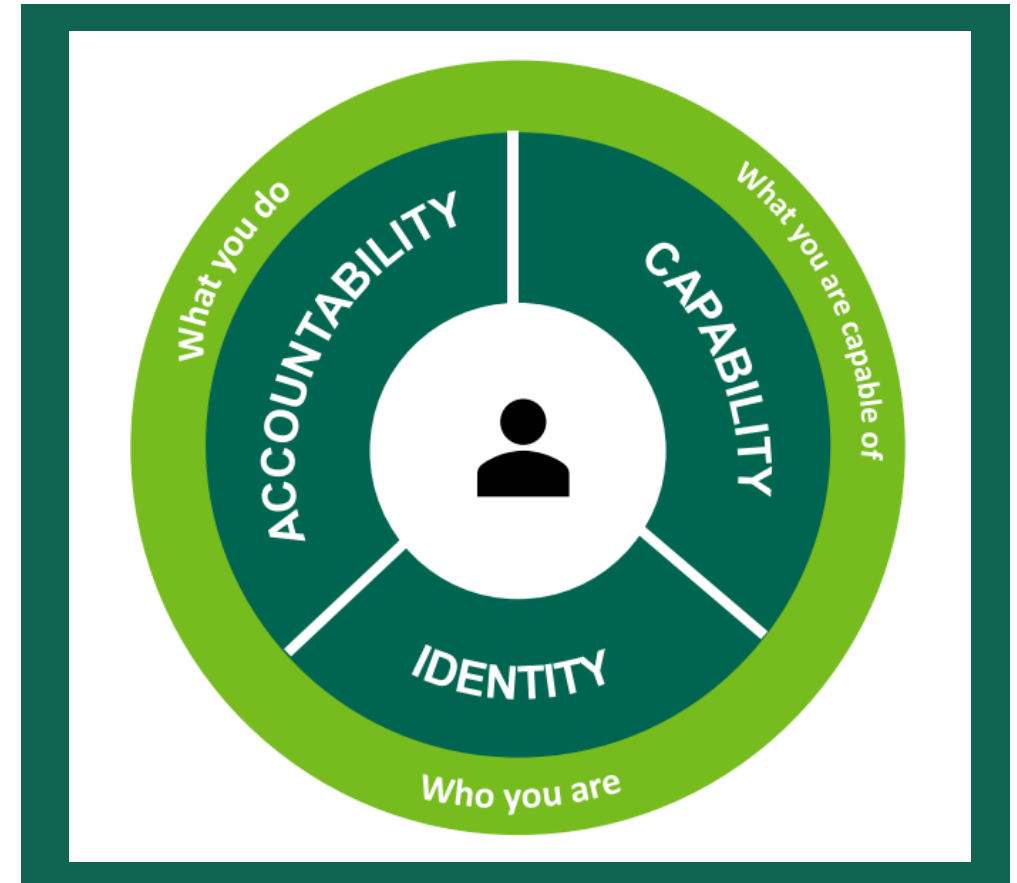 What you do
What you are capable of
ACCOUNTABILITY
CAPABILITY
IDENTITY
Who you are